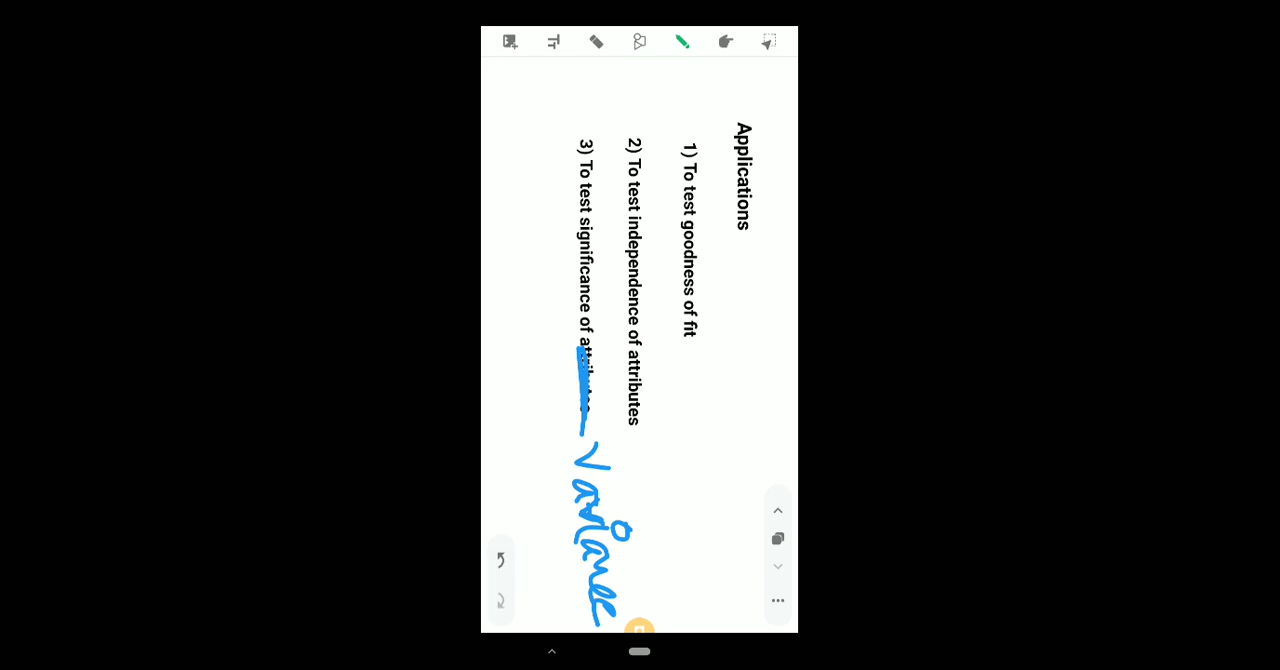 Applications
1) To test goodness of fit
2) To test independence of attributes
3) To test significance of attributes Variance